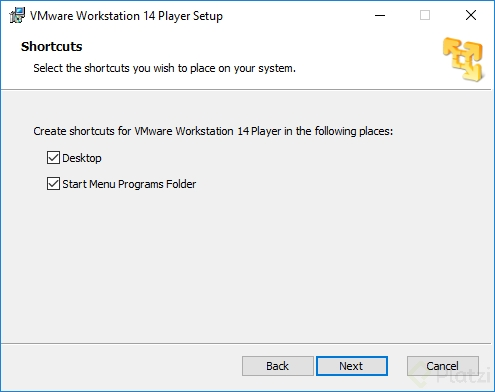 VMware Workstation 14 Player Setup
Shortcuts
Select the shortcuts you wish to place on your system.
Create shortcuts for VMware Workstation 14 Player in the following places:
Desktop
Start Menu Programs Folder
Back Next Cancel
Platzi